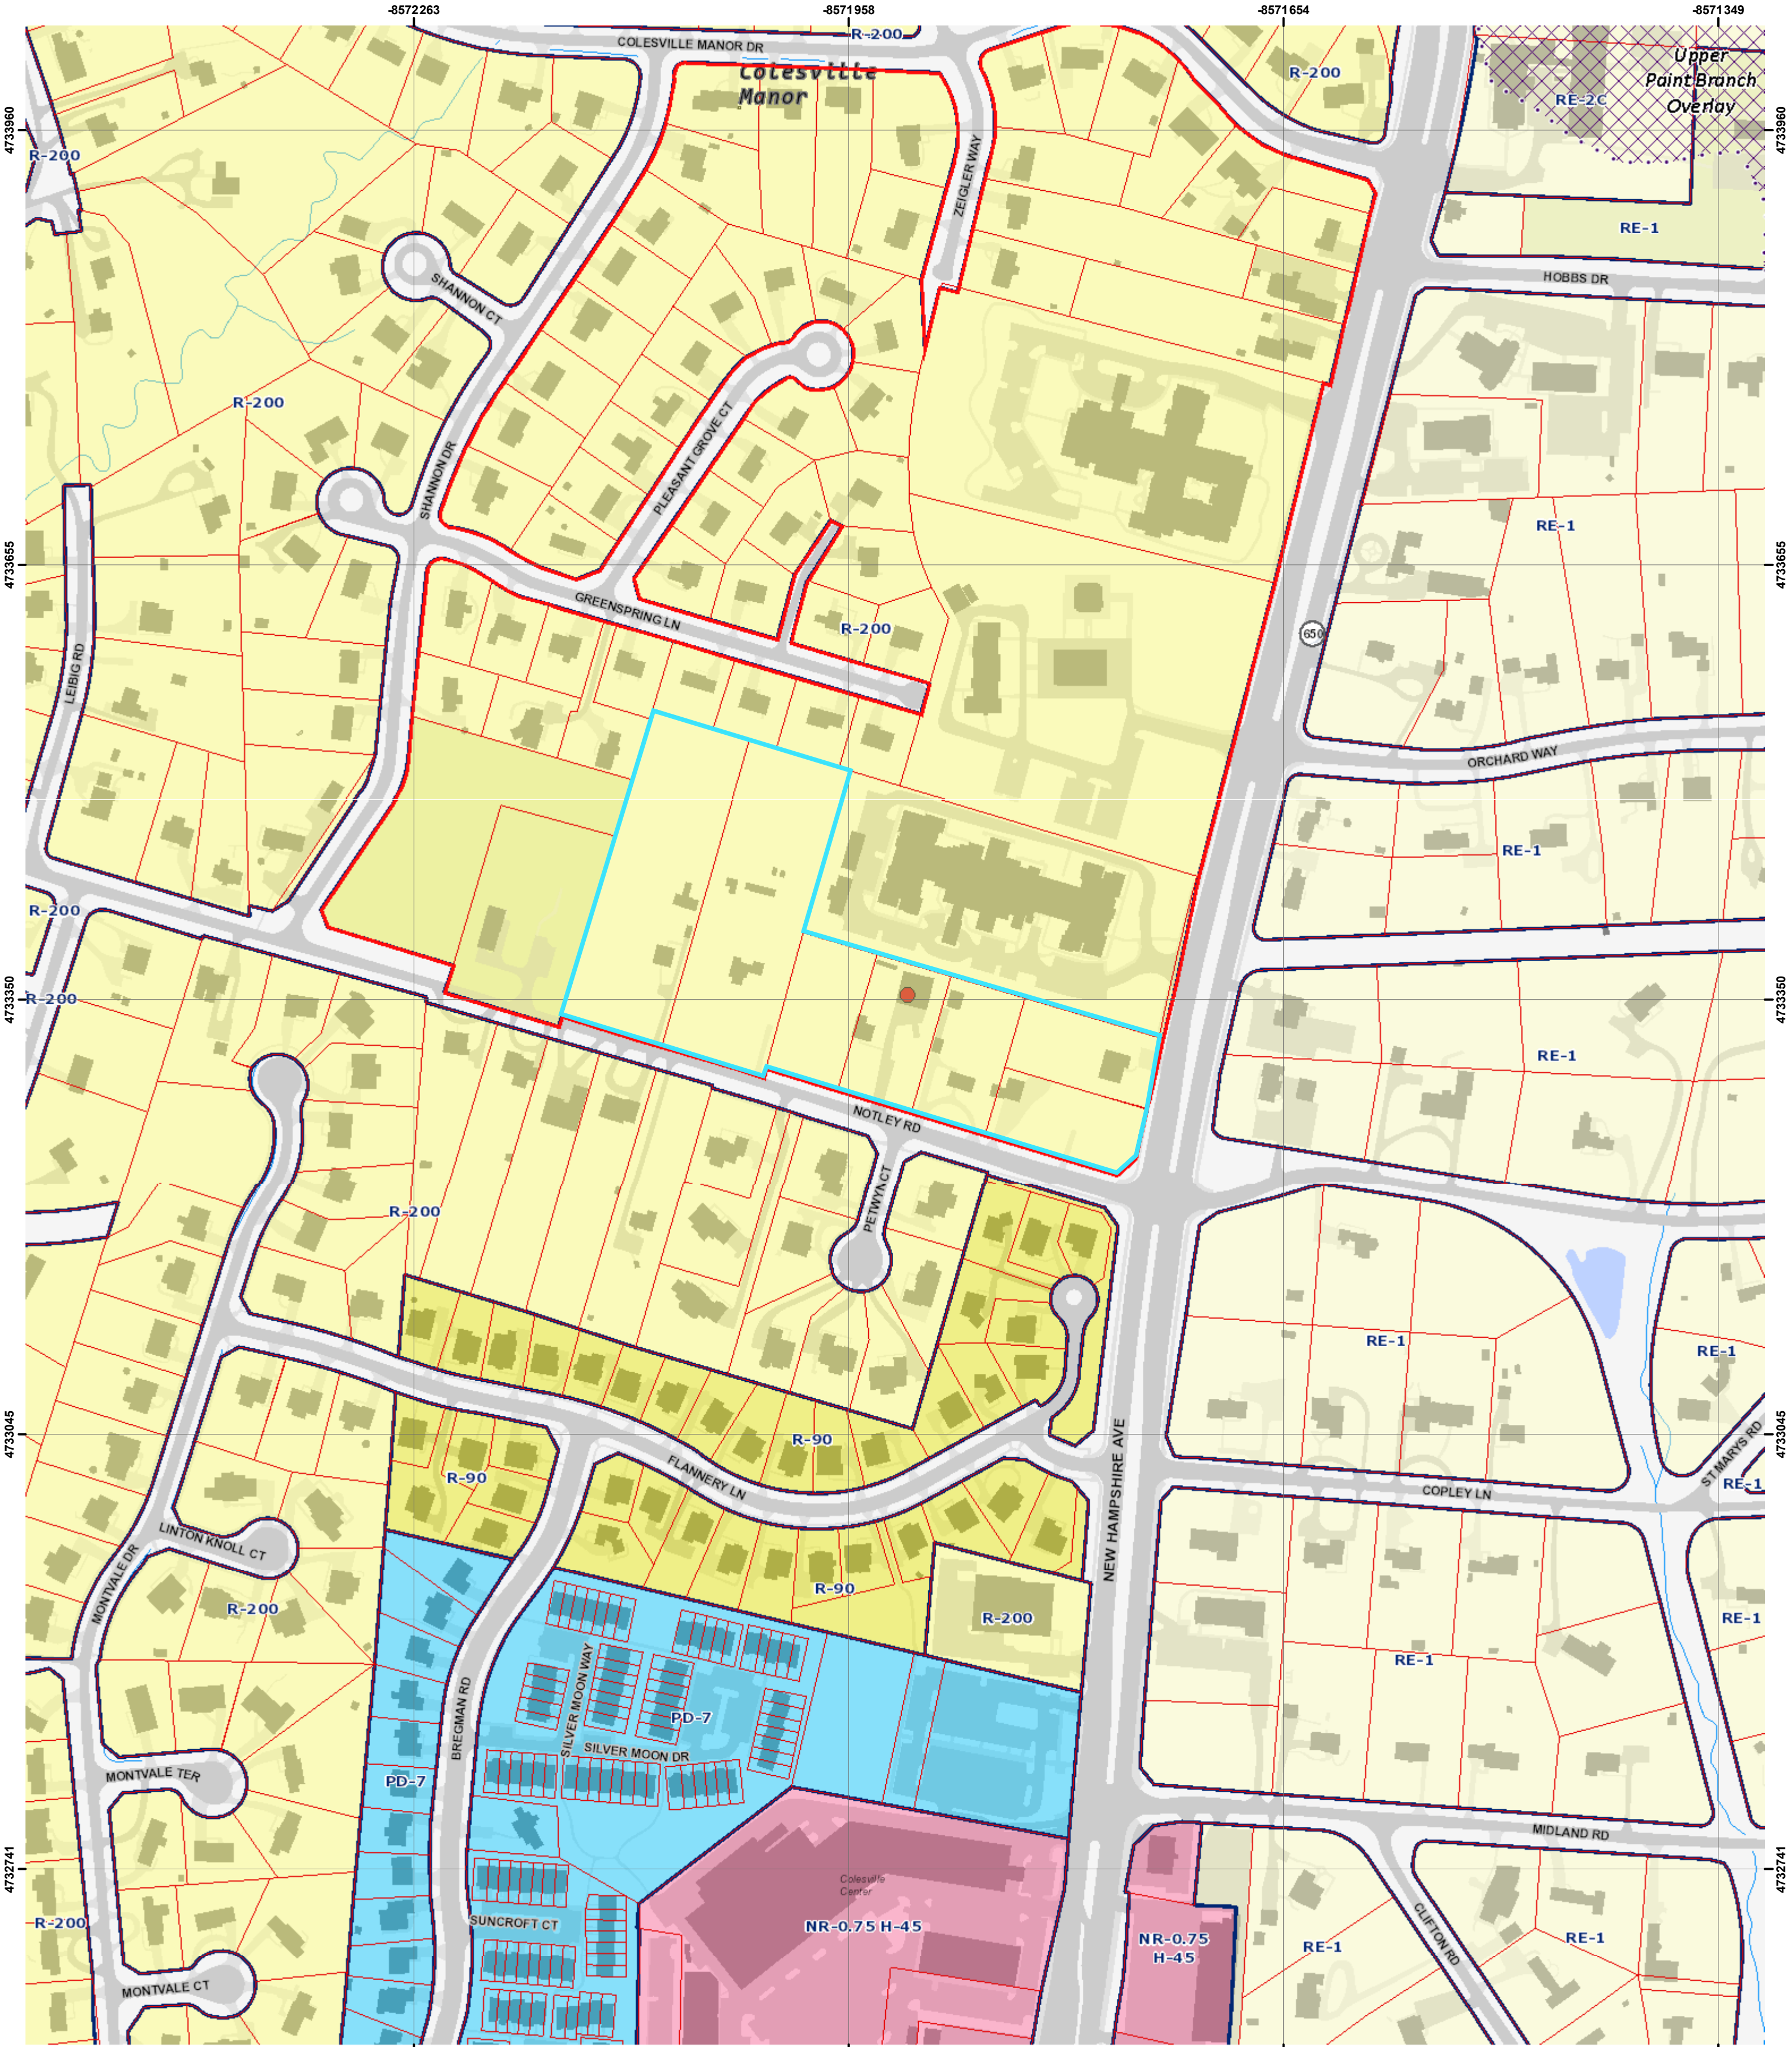 -8572263
-8571958
-8571654
-8571349
R-200
COLESVILLE MANOR DR
Colesville
Manor
R-200
Upper
Paint Branch
Overlay
RE-2C
4733960
4733960
R-200
ZEIGLER WAY
RE-1
HOBBS DR
SHANNON CT
R-200
PLEASANT GROVE CT
SHANNON DR
RE-1
4733655
4733655
GREENSPRING LN
R-200
650
LEIBIG RD
ORCHARD WAY
RE-1
R-200
R-200
4733350
4733350
RE-1
NOTLEY RD
PETWYN CT
R-200
RE-1
RE-1
4733045
4733045
R-90
R-90
FLANNERY LN
NEW HAMPSHIRE AVE
COPLEY LN
ST MARYS RD
RE-1
LINTON KNOLL CT
MONTVALE DR
R-200
R-90
R-200
RE-1
RE-1
BREGMAN RD
SILVER MOON WAY
PD-7
SILVER MOON DR
MONTVALE TER
PD-7
MIDLAND RD
4732741
4732741
Colesville
Center
R-200
SUNCROFT CT
NR-0.75 H-45
NR-0.75
H-45
RE-1
CLIFTON RD
RE-1
MONTVALE CT